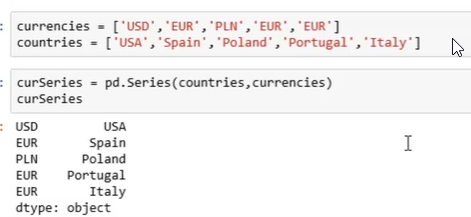 : currencies = ['USD','EUR','PLN','EUR','EUR']
countries = ['USA','Spain','Poland','Portugal','Italy']
: curSeries = pd.Series(countries,currencies)
curSeries
: USD USA
EUR Spain
PLN Poland
EUR Portugal
EUR Italy
dtype: object